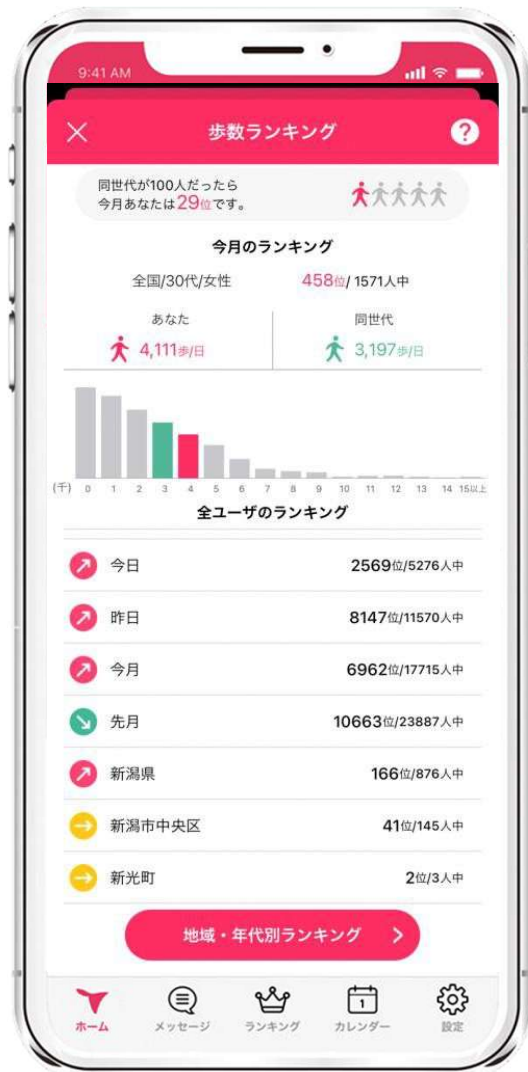 9:41 AM
歩数ランキング
?
同世代が100人だったら
今月あなたは29位です。
今月のランキング
全国/30代/女性 458位/ 1571人中
あなた 同世代
4,111歩/日 3,197歩/日
(千) 0 1 2 3 4 5 6 7 8 9 10 11 12 13 14 15以上
全ユーザのランキング
今日 2569位/5276人中
昨日 8147位/11570人中
今月 6962位/17715人中
先月 10663位/23887人中
新潟県 166位/876人中
新潟市中央区 41位/145人中
新光町 2位/3人中
地域・年代別ランキング
1
ホーム メッセージ ランキング カレンダー 設定